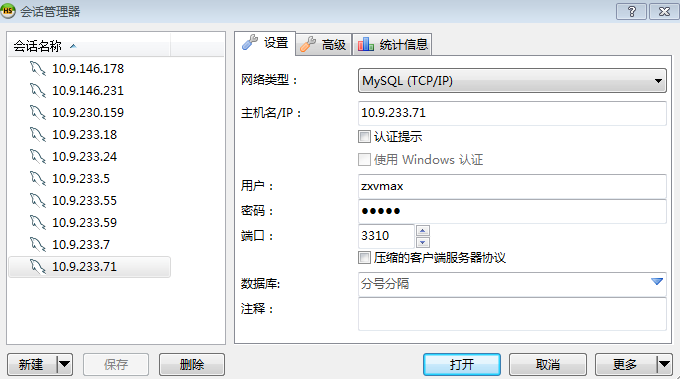 HS 会话管理器
会话名称
10.9.146.178
10.9.146.231
10.9.230.159
10.9.233.18
10.9.233.24
10.9.233.5
10.9.233.55
10.9.233.59
10.9.233.7
10.9.233.71
设置 高级 统计信息
网络类型： MySQL (TCP/IP)
主机名/IP： 10.9.233.71
认证提示
使用 Windows 认证
用户： zxvmax
密码： ●●●●●
端口： 3310
压缩的客户端服务器协议
数据库: 分号分隔
注释：
新建 保存 删除 打开 取消 更多